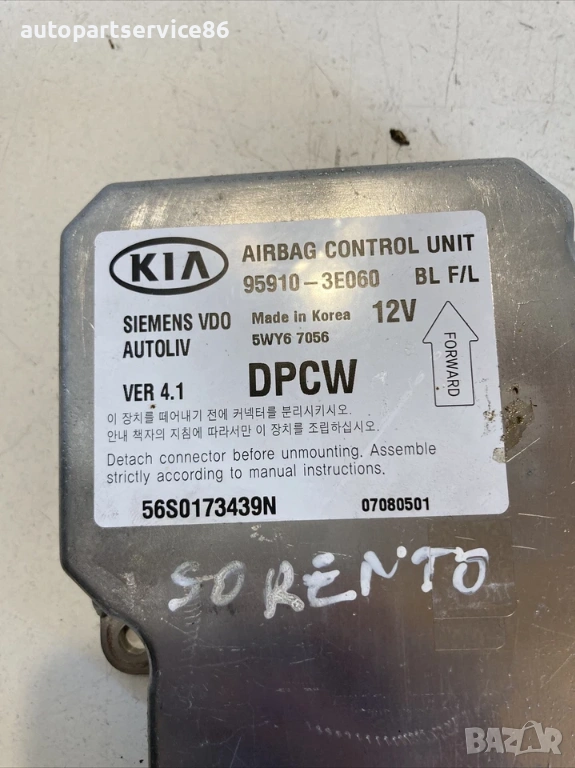 autopartservice86
KIA
AIRBAG CONTROL UNIT
95910-3E060 BL F/L
SIEMENS VDO
AUTOLIV
Made in Korea 12V
5WY6 7056
FORWARD
VER 4.1
DPCW
이 장치를 떼어내기 전에 커넥터를 분리시키시오.
안내 책자의 지침에 따라서만 이 장치를 조립하십시오.
Detach connector before unmounting. Assemble
strictly according to manual instructions.
56S0173439N 07080501
SORENTO
BAZAR